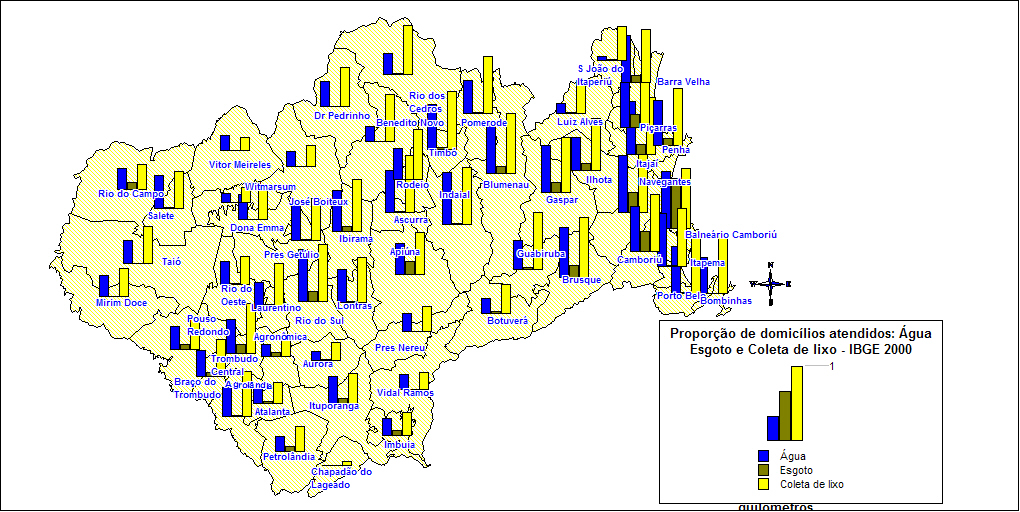 S João do
Itaperiú
Barra Velha
Rio dos
Cedros
Dr Pedrinho
Benedito Novo
Pomerode
Luiz Alves
Piçarras
Penhá
Timbó
Itajaí
Vitor Meireles
Rio do Campo
Witmarsum
Rodeio
Indaial
Blumenau
Ilhota
Navegantes
Salete
José Boiteux
Gaspar
Dona Emma
Ascurra
Ibirama
Balneário Camboriú
Taió
Pres Getúlio
Apiúna
Guabiruba
Camboriú
Itapema
Brusque
Mirim Doce
Rio do
Oeste
Laurentino
Lontras
Porto Belo
Bombinhas
Rio do Sul
Botuverá
Pouso
Redondo
Agronômica
Pres Nereu
Trombudo
Central
Aurora
Braço do
Trombudo
Agrolândia
Atalanta
Ituporanga
Vidal Ramos
Imbuia
Petrolândia
Chapadão do
Lageado
N
W E
S
Proporção de domicílios atendidos: Água
Esgoto e Coleta de lixo - IBGE 2000
1
Água
Esgoto
Coleta de lixo
quilometros